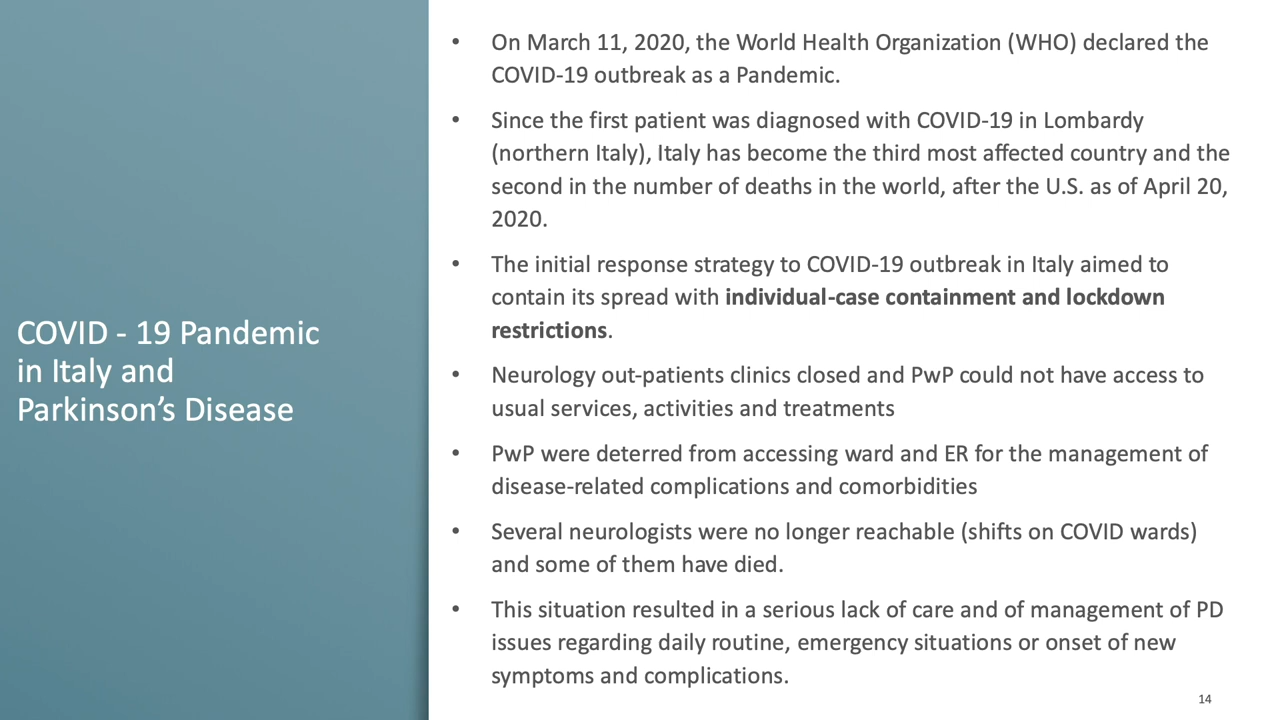 COVID - 19 Pandemic
in Italy and
Parkinson’s Disease
• On March 11, 2020, the World Health Organization (WHO) declared the
COVID-19 outbreak as a Pandemic.
• Since the first patient was diagnosed with COVID-19 in Lombardy
(northern Italy), Italy has become the third most affected country and the
second in the number of deaths in the world, after the U.S. as of April 20,
2020.
• The initial response strategy to COVID-19 outbreak in Italy aimed to
contain its spread with individual-case containment and lockdown
restrictions.
• Neurology out-patients clinics closed and PwP could not have access to
usual services, activities and treatments
• PwP were deterred from accessing ward and ER for the management of
disease-related complications and comorbidities
• Several neurologists were no longer reachable (shifts on COVID wards)
and some of them have died.
• This situation resulted in a serious lack of care and of management of PD
issues regarding daily routine, emergency situations or onset of new
symptoms and complications.
14